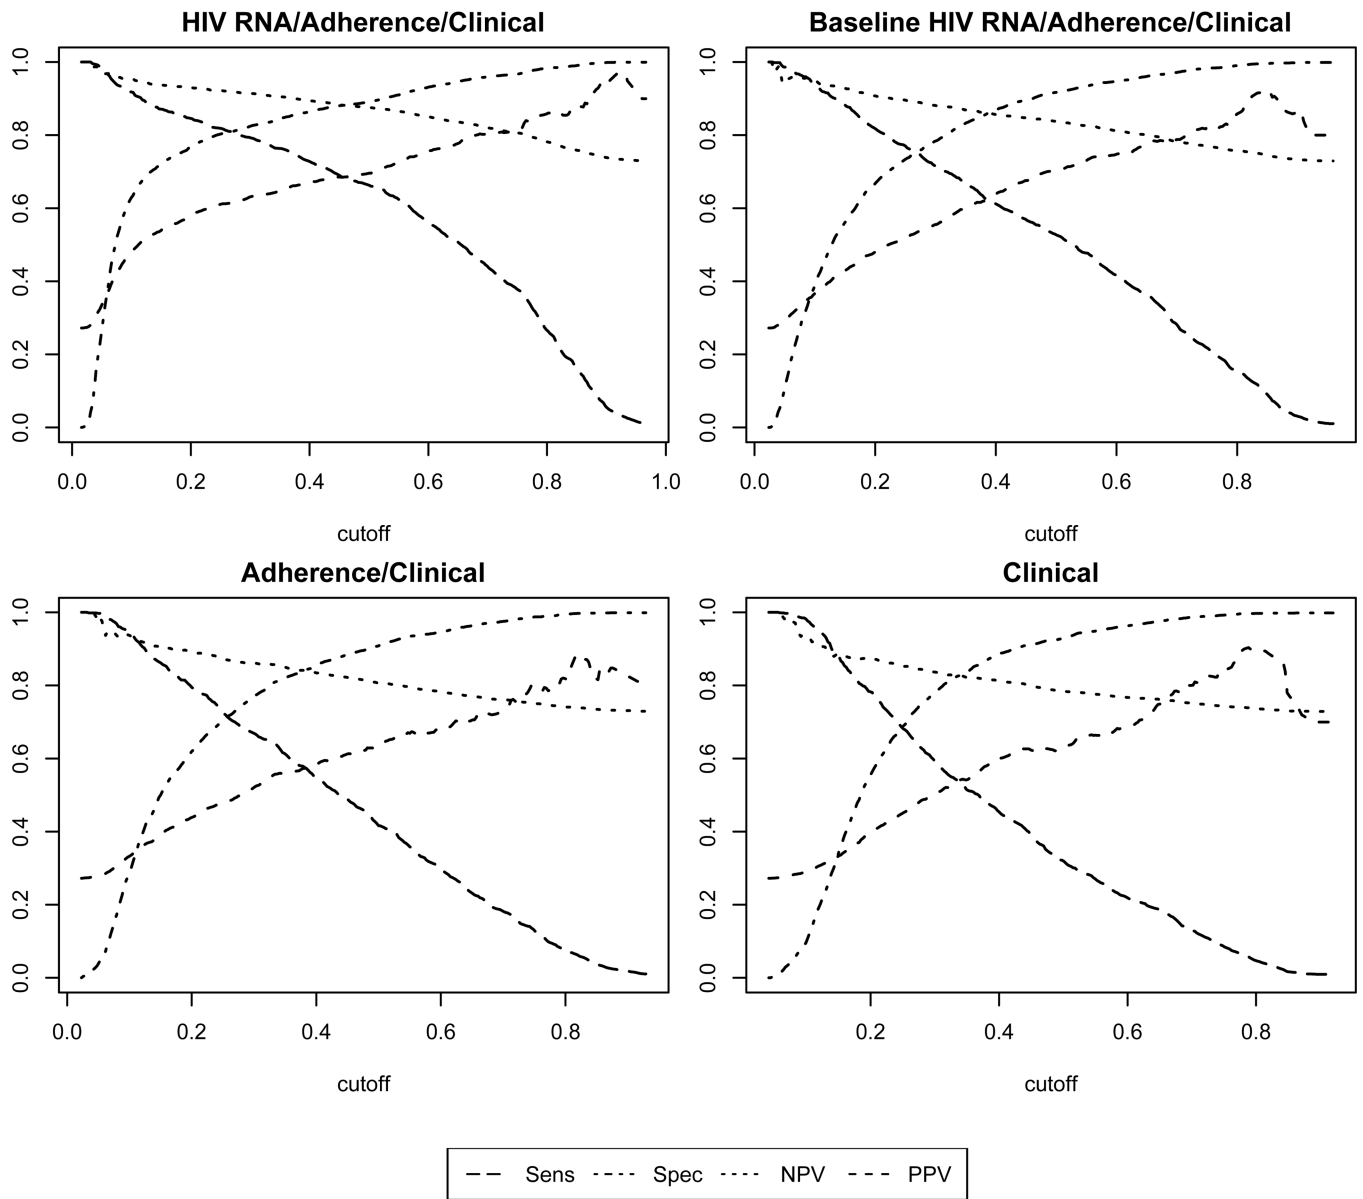 HIV RNA/Adherence/Clinical
1.0
0.8
0.6
0.4
0.2
0.0
0.0 0.2 0.4 0.6 0.8 1.0
cutoff
Baseline HIV RNA/Adherence/Clinical
1.0
0.8
0.6
0.4
0.2
0.0
0.0 0.2 0.4 0.6 0.8
cutoff
Adherence/Clinical
1.0
0.8
0.6
0.4
0.2
0.0
0.0 0.2 0.4 0.6 0.8
cutoff
Clinical
1.0
0.8
0.6
0.4
0.2
0.0
0.2 0.4 0.6 0.8
cutoff
Sens Spec NPV PPV